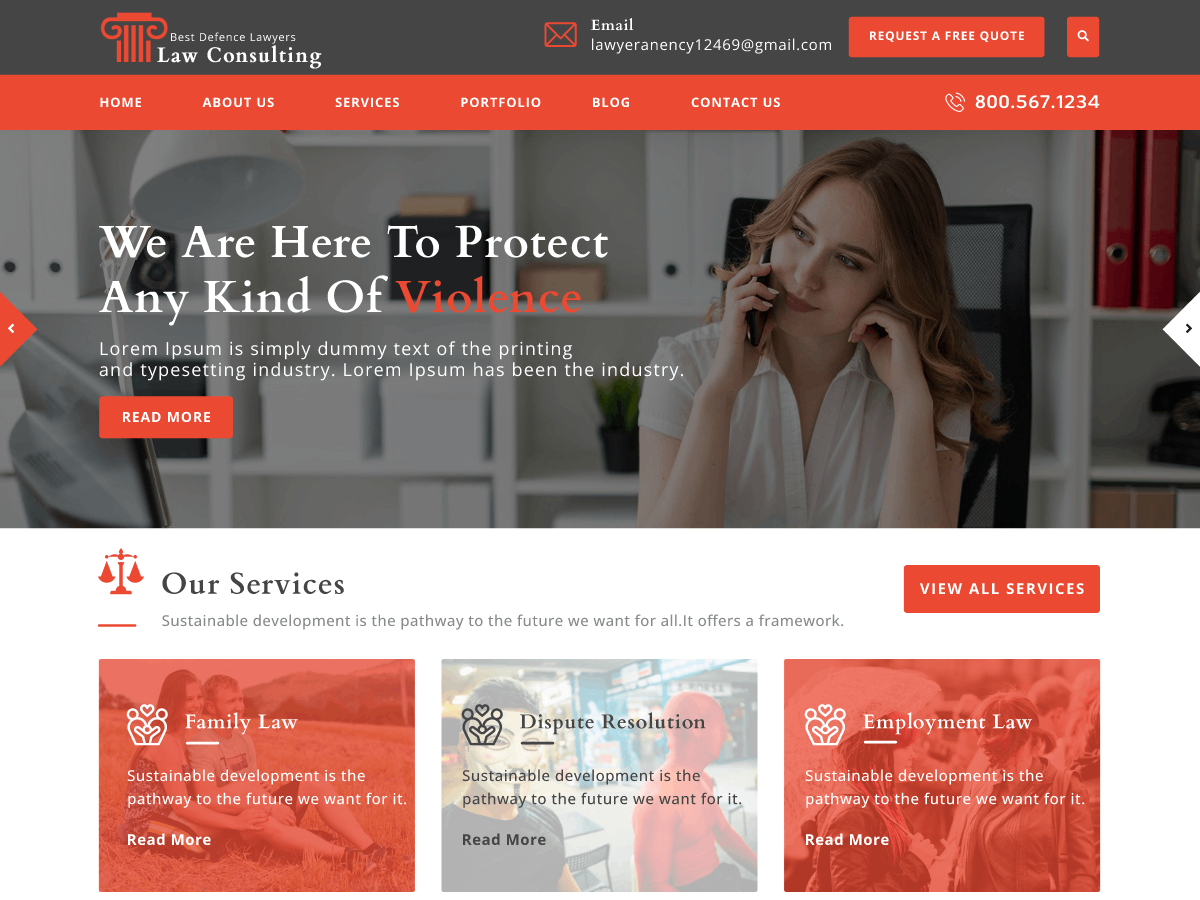 Best Defence Lawyers
Law Consulting
Email
lawyeranency12469@gmail.com
REQUEST A FREE QUOTE
HOME
ABOUT US
SERVICES
PORTFOLIO
BLOG
CONTACT US
800.567.1234
We Are Here To Protect
Any Kind Of Violence
Lorem Ipsum is simply dummy text of the printing
and typesetting industry. Lorem Ipsum has been the industry.
READ MORE
Our Services
Sustainable development is the pathway to the future we want for all.It offers a framework.
VIEW ALL SERVICES
Family Law
Sustainable development is the
pathway to the future we want for it.
Read More
Dispute Resolution
Sustainable development is the
pathway to the future we want for it.
Read More
Employment Law
Sustainable development is the
pathway to the future we want for it.
Read More